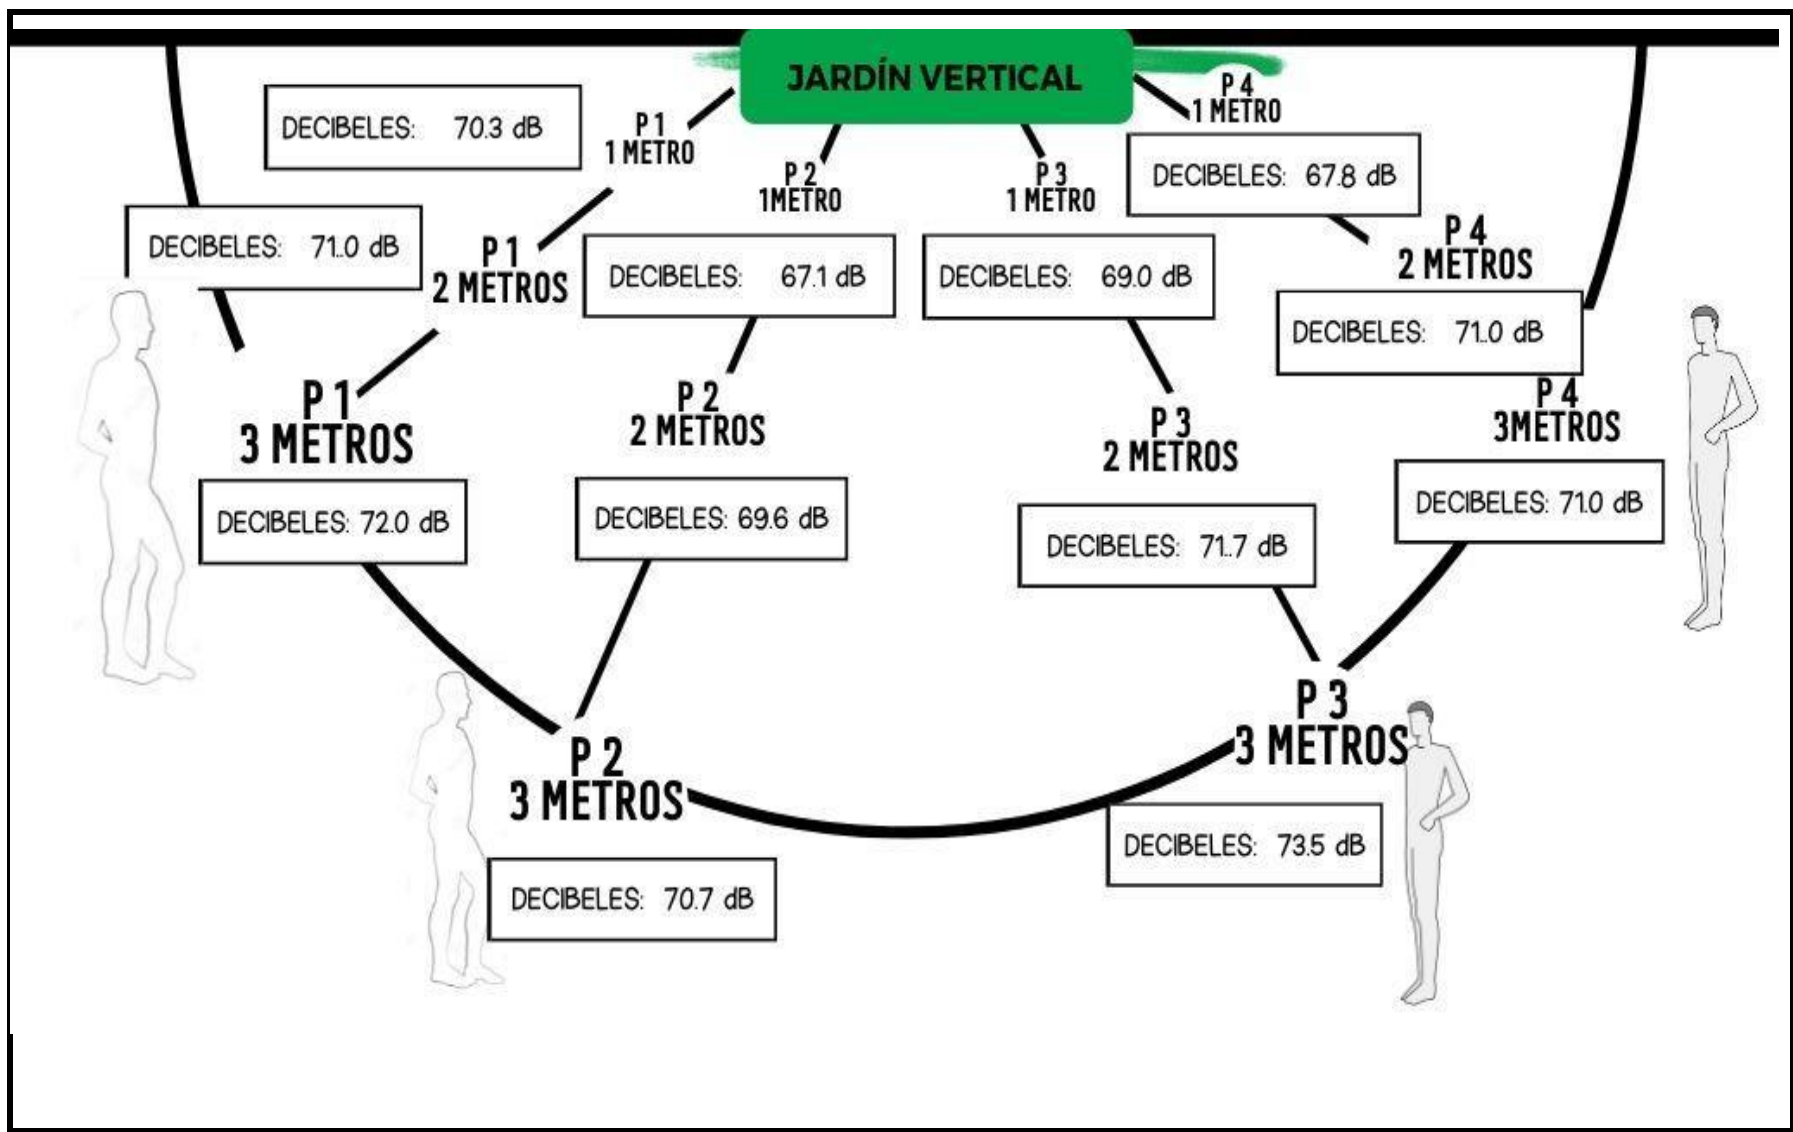 JARDÍN VERTICAL
P 1
1 METRO
DECIBELES: 70.3 dB
P 1
2 METROS
DECIBELES: 71..0 dB
P 1
3 METROS
DECIBELES: 72.0 dB
P 2
1METRO
DECIBELES: 67.1 dB
P 2
2 METROS
DECIBELES: 69.6 dB
P 2
3 METROS
DECIBELES: 70.7 dB
P 3
1 METRO
DECIBELES: 69.0 dB
P 3
2 METROS
DECIBELES: 71..7 dB
P 3
3 METROS
DECIBELES: 73.5 dB
P 4
1 METRO
DECIBELES: 67.8 dB
P 4
2 METROS
DECIBELES: 71..0 dB
P 4
3METROS
DECIBELES: 71.0 dB